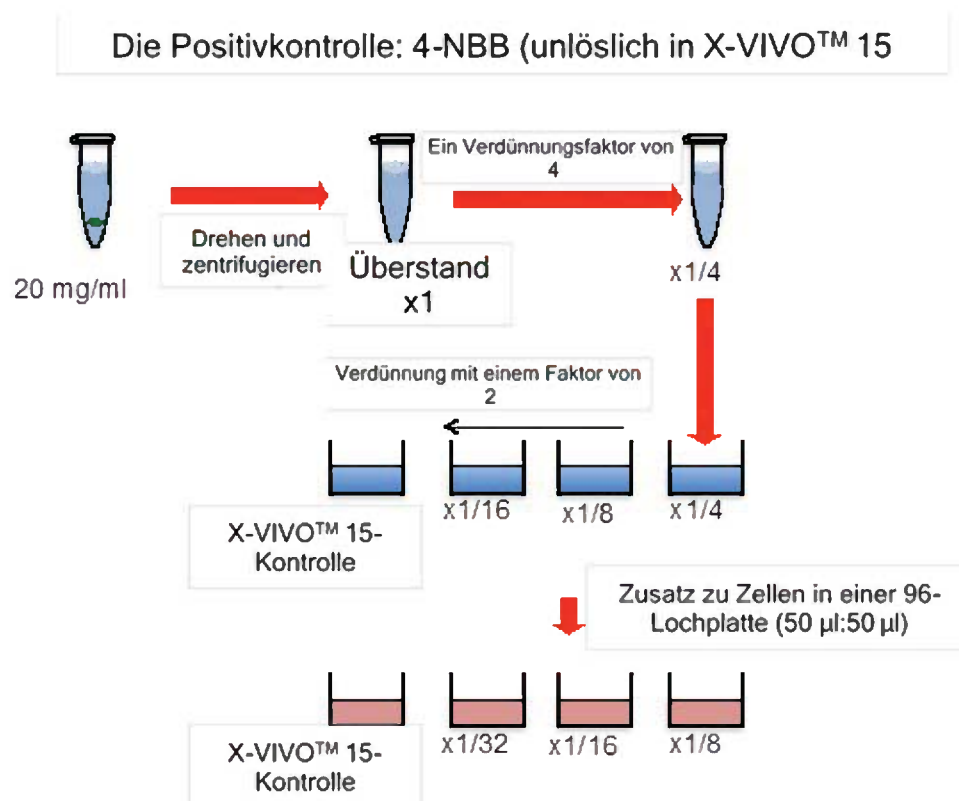 Die Positivkontrolle: 4-NBB (unlöslich in X-VIVO™ 15
Ein Verdünnungsfaktor von
4
Drehen und
zentrifugieren
20 mg/ml
Überstand
x1
x1/4
Verdünnung mit einem Faktor von
2
x1/16 x1/8 x1/4
X-VIVO™ 15-
Kontrolle
Zusatz zu Zellen in einer 96-
Lochplatte (50 µl:50 µl)
x1/32 x1/16 x1/8
X-VIVO™ 15-
Kontrolle